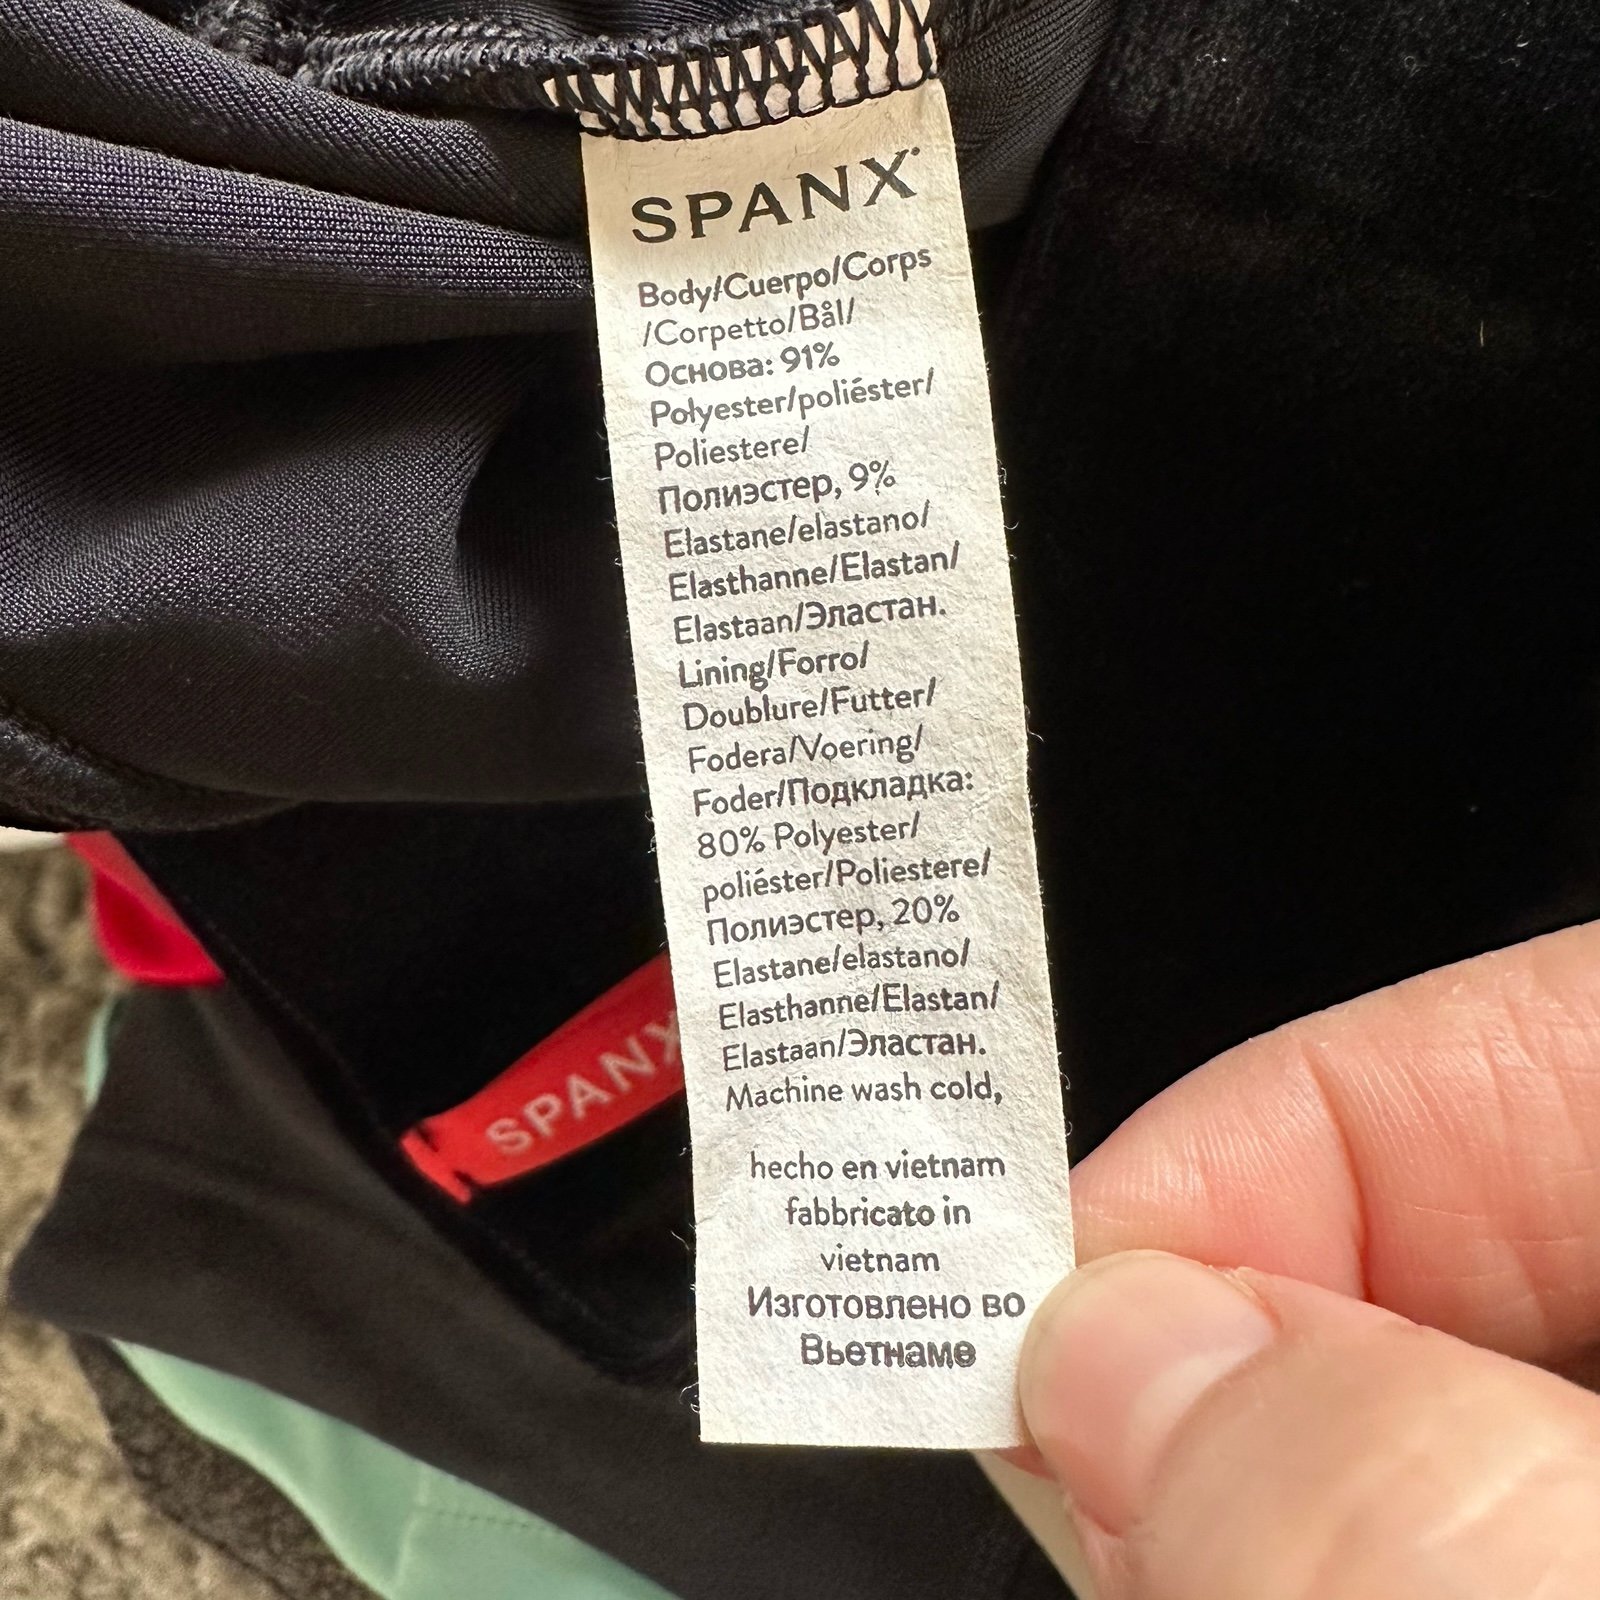 SPANX
Body/Cuerpo/Corps
/Corpetto/Bål/
Основа: 91%
Polyester/poliéster/
Poliestere/
Полиэстер, 9%
Elastane/elastano/
Elasthanne/Elastan/
Elastaan/Эластан.
Lining/Forro/
Doublure/Futter/
Fodera/Voering/
Foder/Подкладка:
80% Polyester/
poliéster/Poliestere/
Полиэстер, 20%
Elastane/elastano/
Elasthanne/Elastan/
Elastaan/Эластан.
Machine wash cold,
hecho en vietnam
fabbricato in
vietnam
Изготовлено во
Вьетнаме
SPANX